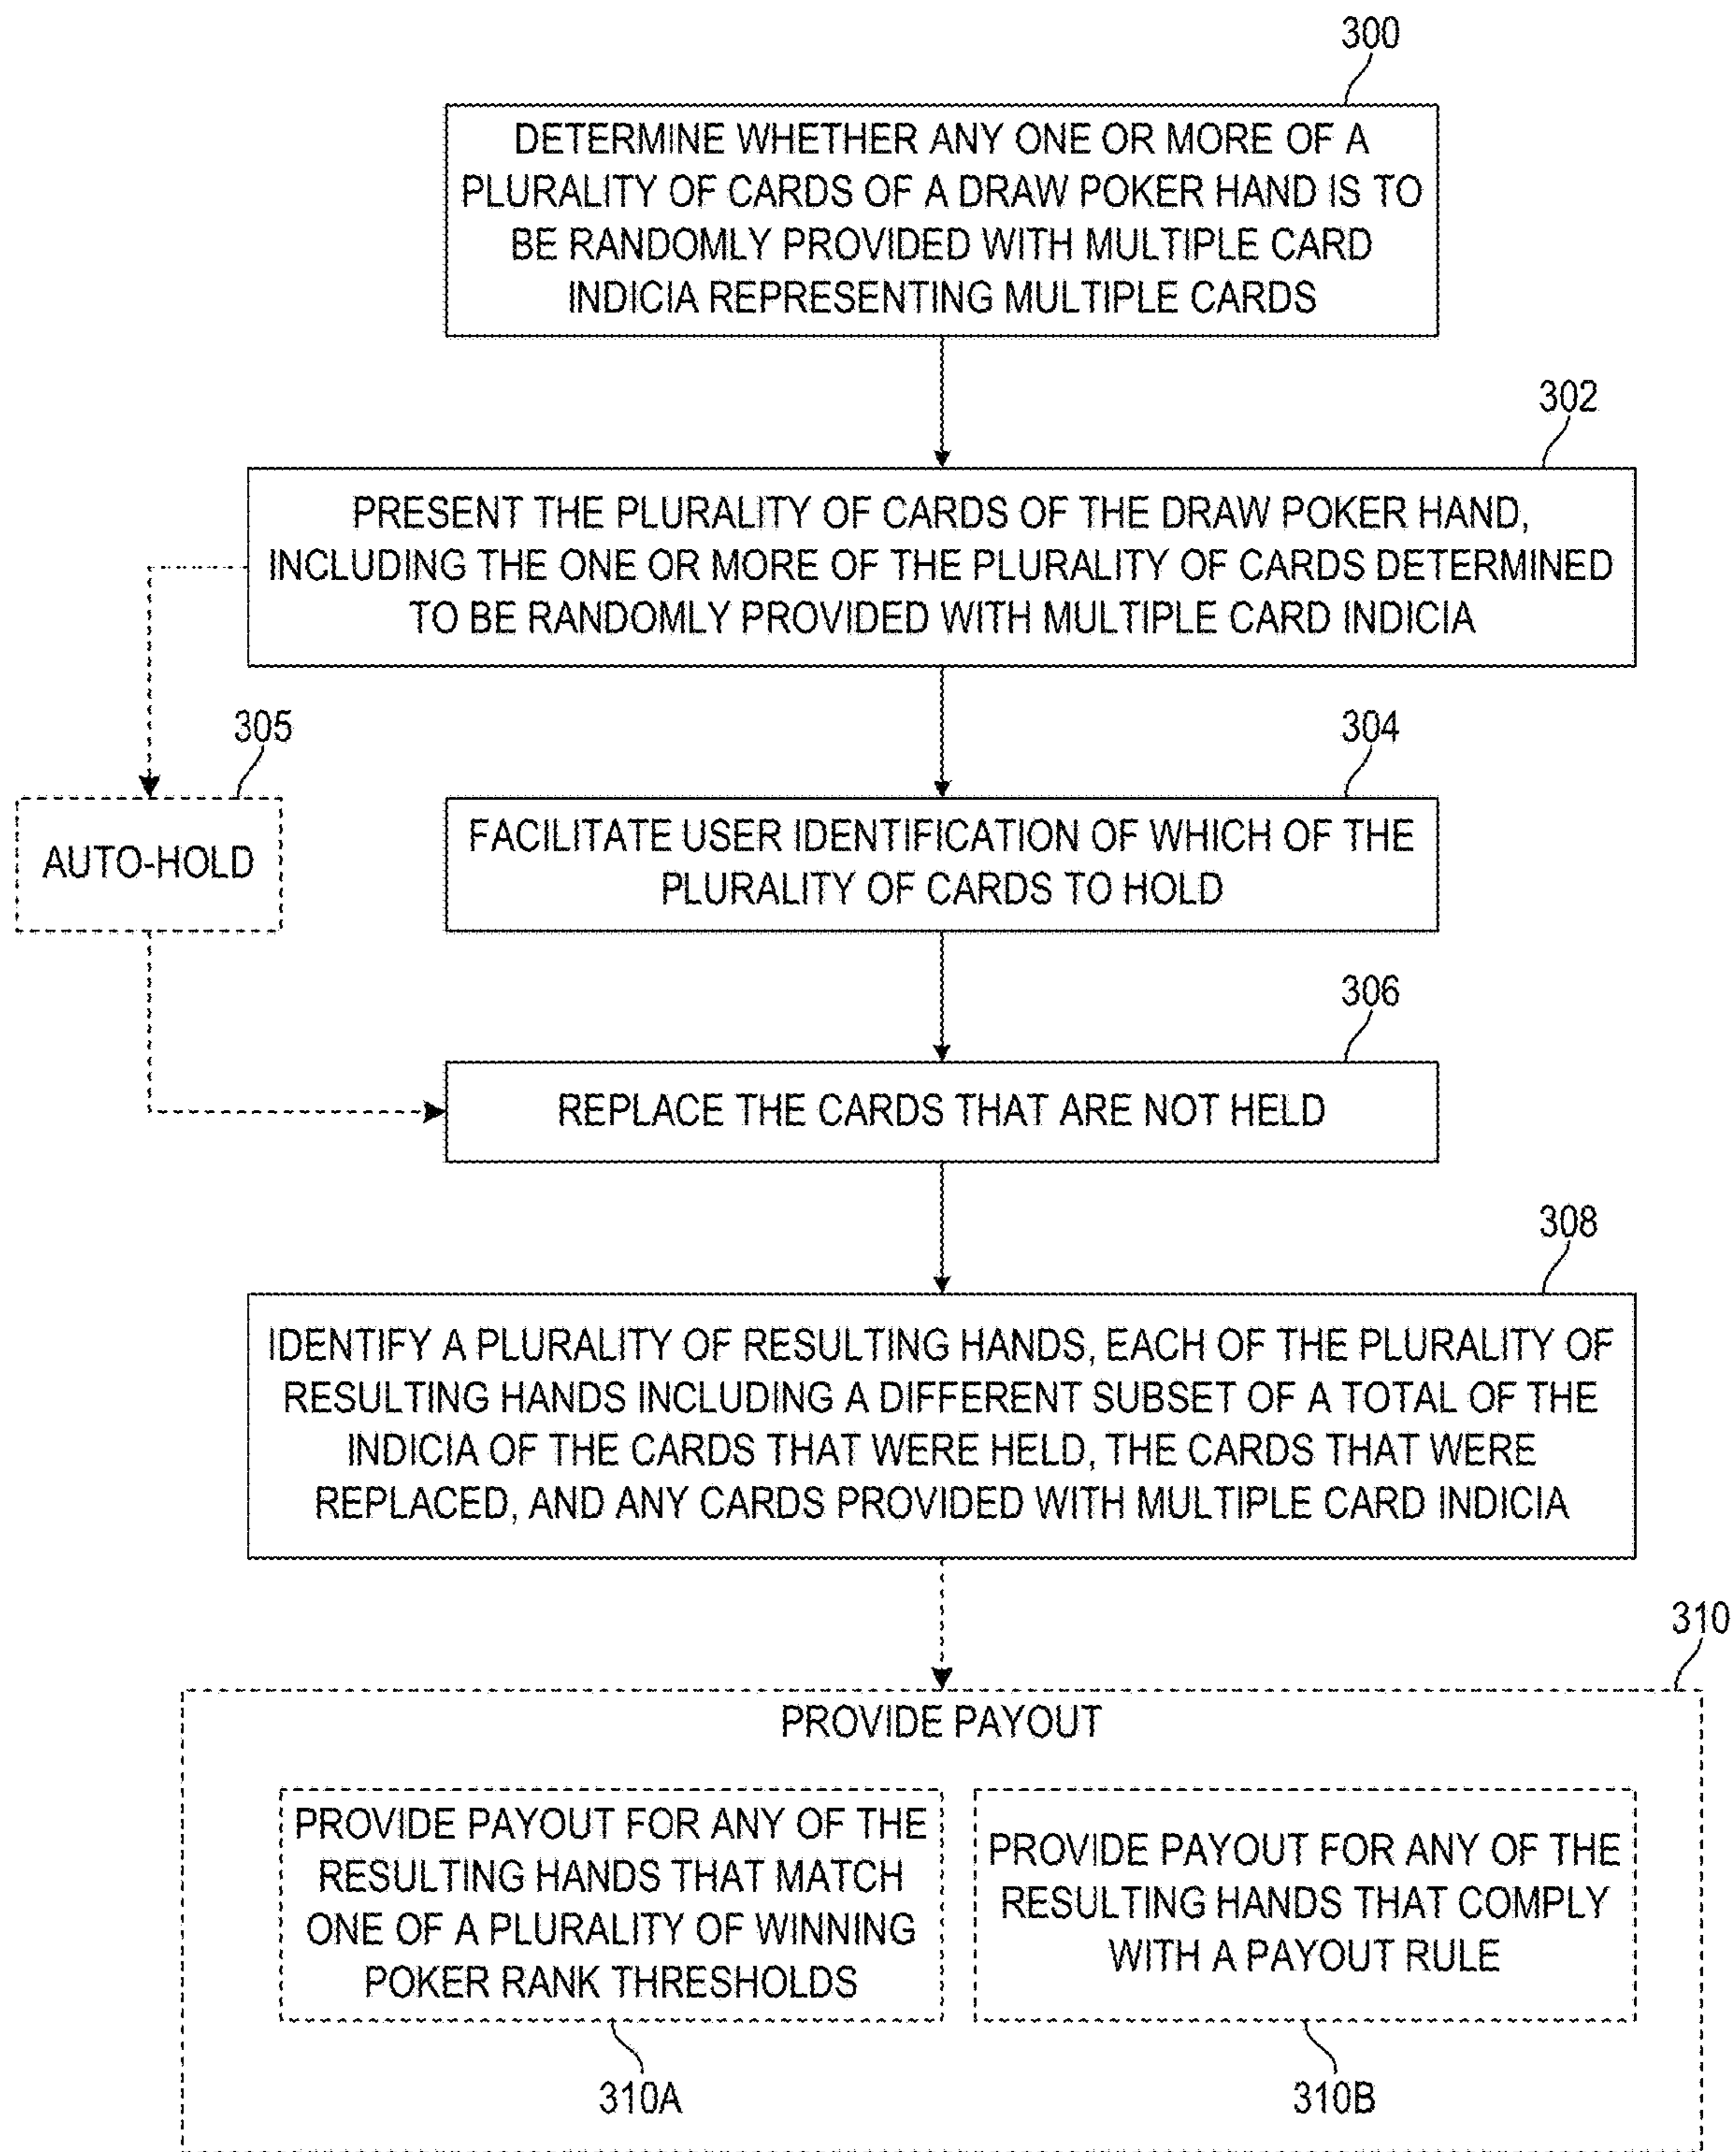 300
DETERMINE WHETHER ANY ONE OR MORE OF A
PLURALITY OF CARDS OF A DRAW POKER HAND IS TO
BE RANDOMLY PROVIDED WITH MULTIPLE CARD
INDICIA REPRESENTING MULTIPLE CARDS
302
PRESENT THE PLURALITY OF CARDS OF THE DRAW POKER HAND,
INCLUDING THE ONE OR MORE OF THE PLURALITY OF CARDS DETERMINED
TO BE RANDOMLY PROVIDED WITH MULTIPLE CARD INDICIA
305
AUTO-HOLD
304
FACILITATE USER IDENTIFICATION OF WHICH OF THE
PLURALITY OF CARDS TO HOLD
306
REPLACE THE CARDS THAT ARE NOT HELD
308
IDENTIFY A PLURALITY OF RESULTING HANDS, EACH OF THE PLURALITY OF
RESULTING HANDS INCLUDING A DIFFERENT SUBSET OF A TOTAL OF THE
INDICIA OF THE CARDS THAT WERE HELD, THE CARDS THAT WERE
REPLACED, AND ANY CARDS PROVIDED WITH MULTIPLE CARD INDICIA
310
PROVIDE PAYOUT
PROVIDE PAYOUT FOR ANY OF THE
RESULTING HANDS THAT MATCH
ONE OF A PLURALITY OF WINNING
POKER RANK THRESHOLDS
310A
PROVIDE PAYOUT FOR ANY OF THE
RESULTING HANDS THAT COMPLY
WITH A PAYOUT RULE
310B